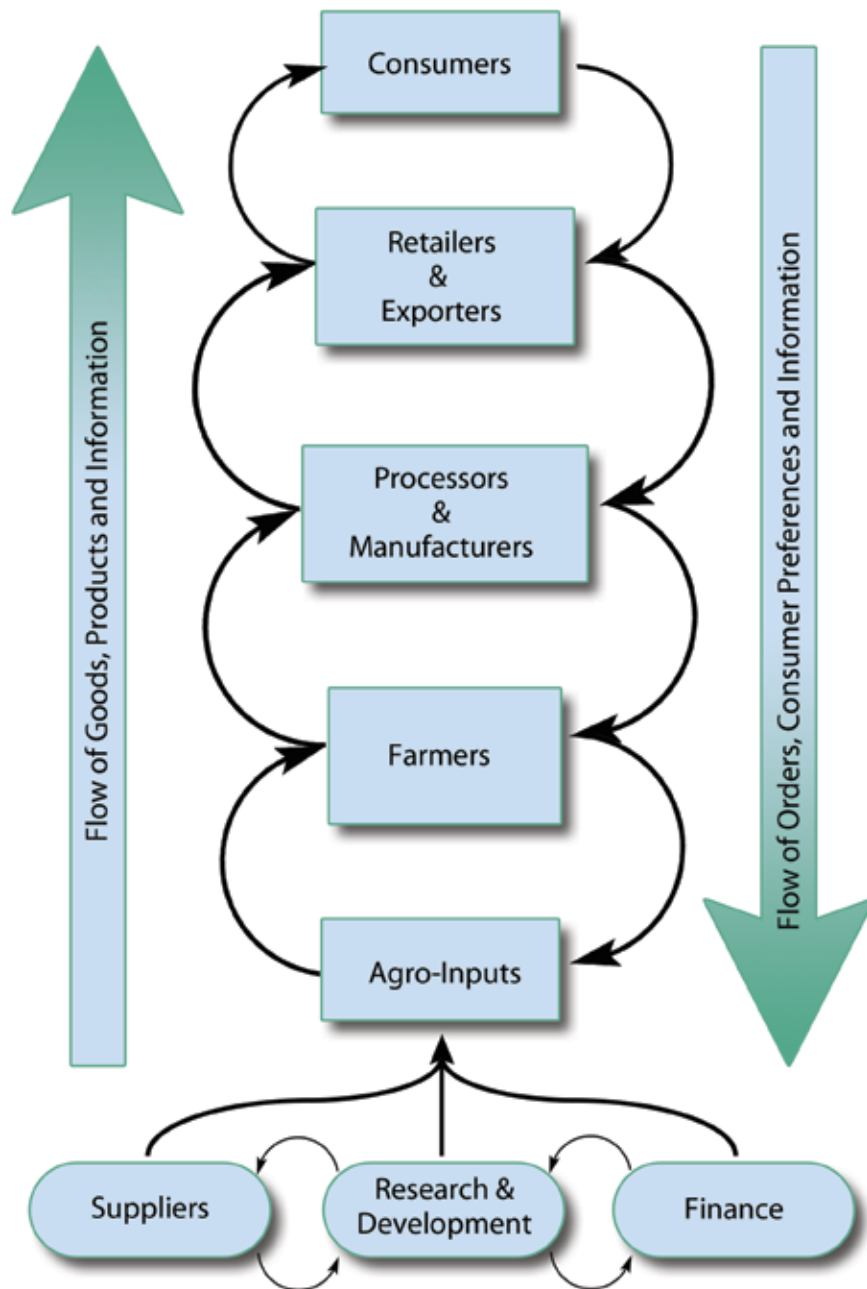 Consumers
Retailers
&
Exporters
Processors
&
Manufacturers
Farmers
Agro-Inputs
Suppliers
Research &
Development
Finance
Flow of Goods, Products and Information
Flow of Orders, Consumer Preferences and Information